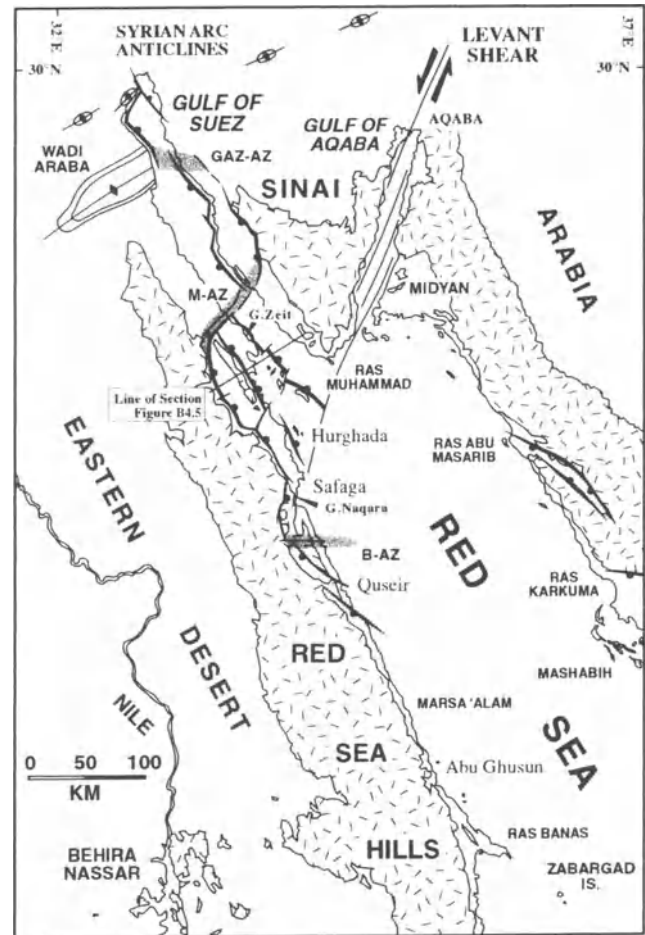 32
E
37
E
SYRIAN ARC
ANTICLINES
LEVANT
SHEAR
30°N
30°N
GULF OF
SUEZ
GULF OF
AQABA
AQABA
WADI
ARABA
GAZ-AZ
SINAI
ARABIA
MIDYAN
M-AZ
G.Zeit
RAS
MUHAMMAD
Line of Section
Figure B4.5
Hurghada
RAS ABU
MASARIB
EASTERN
DESERT
Safaga
G.Naqara
RED
SEA
B-AZ
Quseir
RAS
KARKUMA
RED
SEA
HILLS
MASHABIH
NILE
MARSA 'ALAM
0 50 100
KM
Abu Ghusun
RAS BANAS
BEHIRA
NASSAR
ZABARGAD
IS.